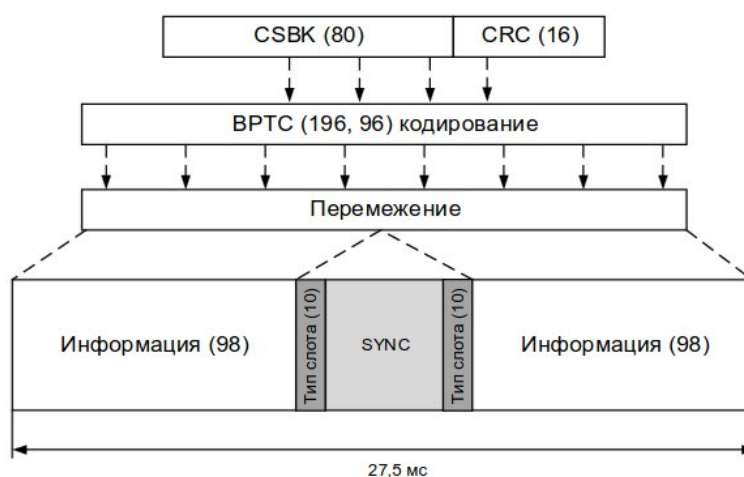 CSBK (80) CRC (16)
BPTC (196, 96) кодирование
Перемежение
Информация (98) Тип слота (10) SYNC Тип слота (10) Информация (98)
27,5 мс